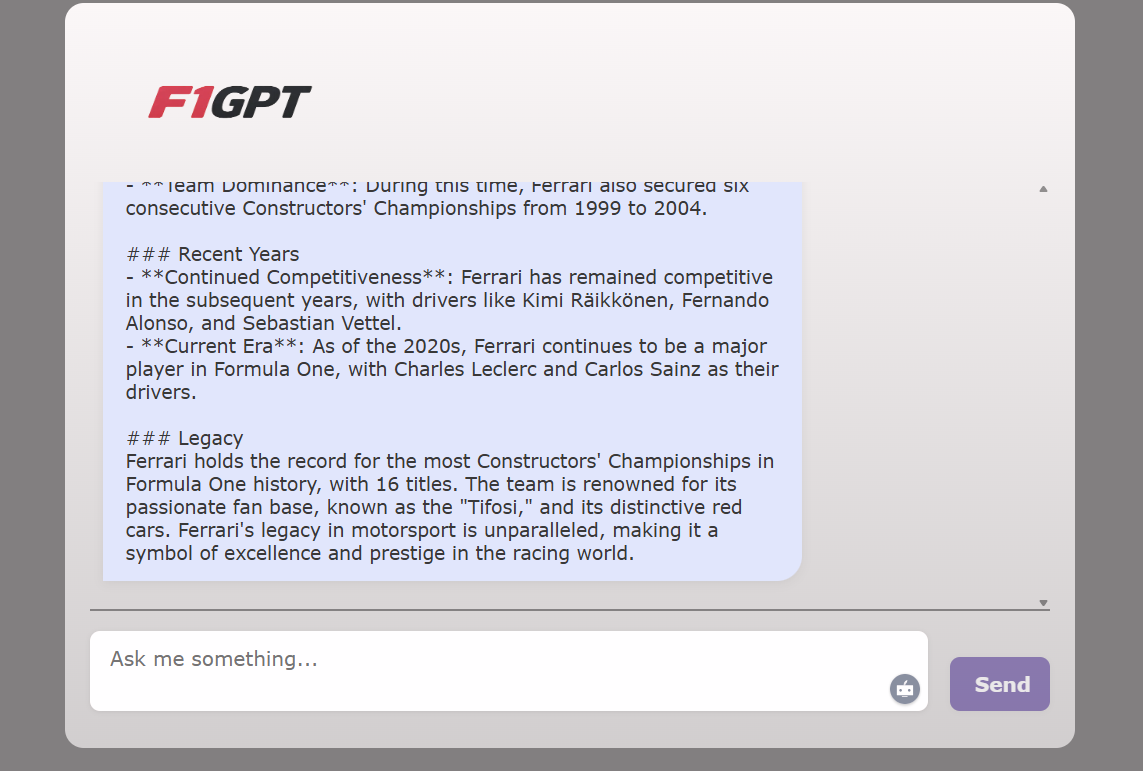 F1GPT
- **Team Dominance**: During this time, Ferrari also secured six
consecutive Constructors' Championships from 1999 to 2004.
### Recent Years
- **Continued Competitiveness**: Ferrari has remained competitive
in the subsequent years, with drivers like Kimi Räikkönen, Fernando
Alonso, and Sebastian Vettel.
- **Current Era**: As of the 2020s, Ferrari continues to be a major
player in Formula One, with Charles Leclerc and Carlos Sainz as their
drivers.
### Legacy
Ferrari holds the record for the most Constructors' Championships in
Formula One history, with 16 titles. The team is renowned for its
passionate fan base, known as the "Tifosi," and its distinctive red
cars. Ferrari's legacy in motorsport is unparalleled, making it a
symbol of excellence and prestige in the racing world.
Ask me something...
Send